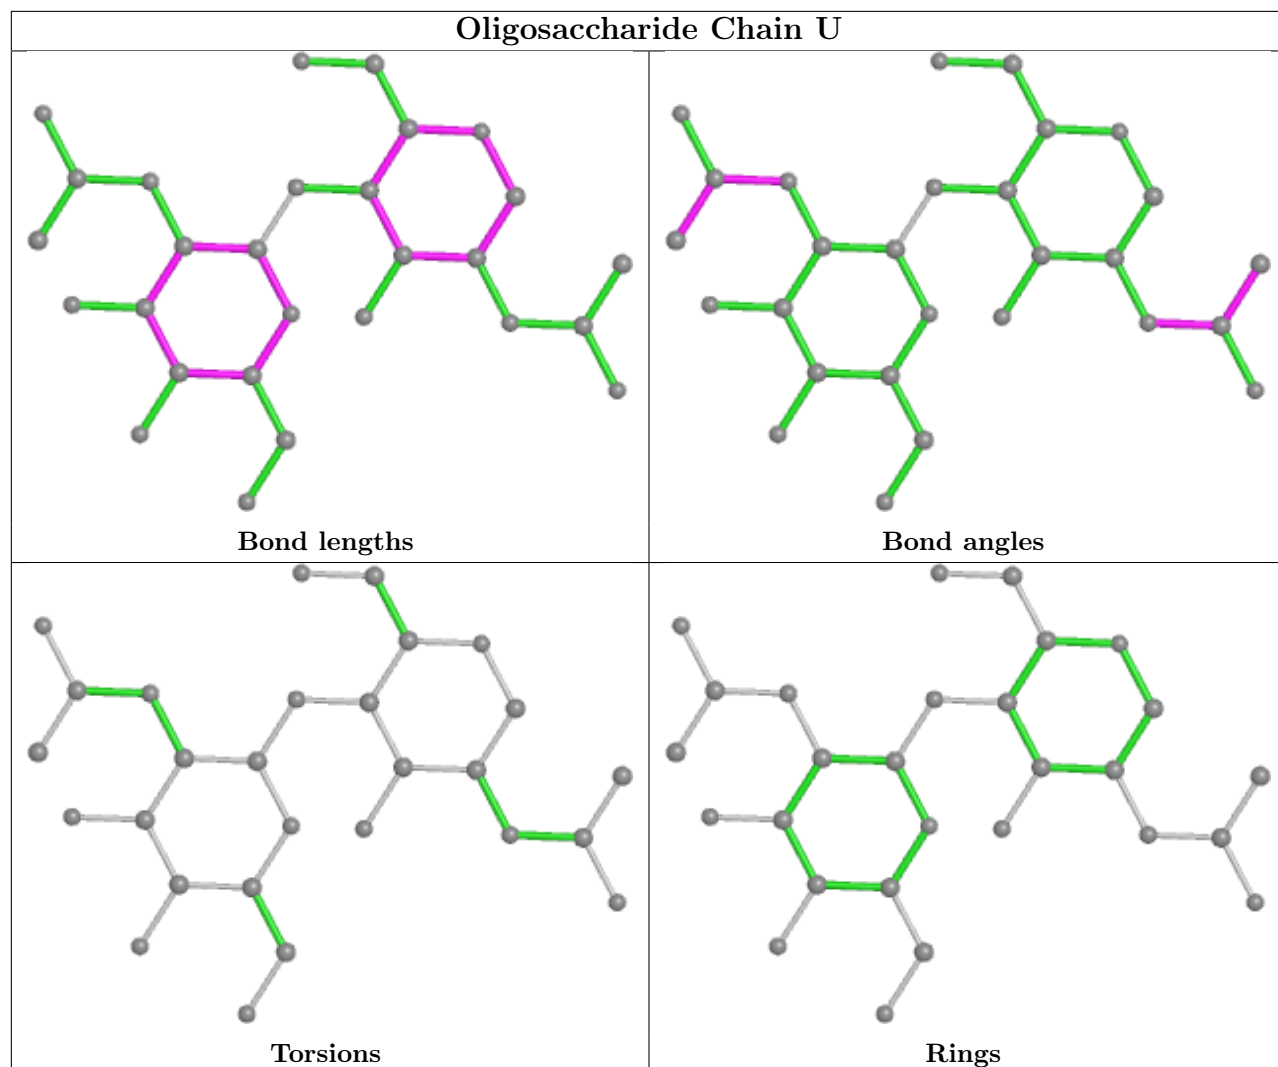 Oligosaccharide Chain U
Bond lengths
Bond angles
Torsions
Rings